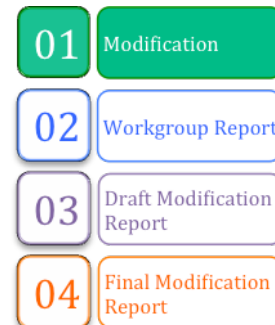 01 Modification
02 Workgroup Report
03 Draft Modification
Report
04 Final Modification
Report